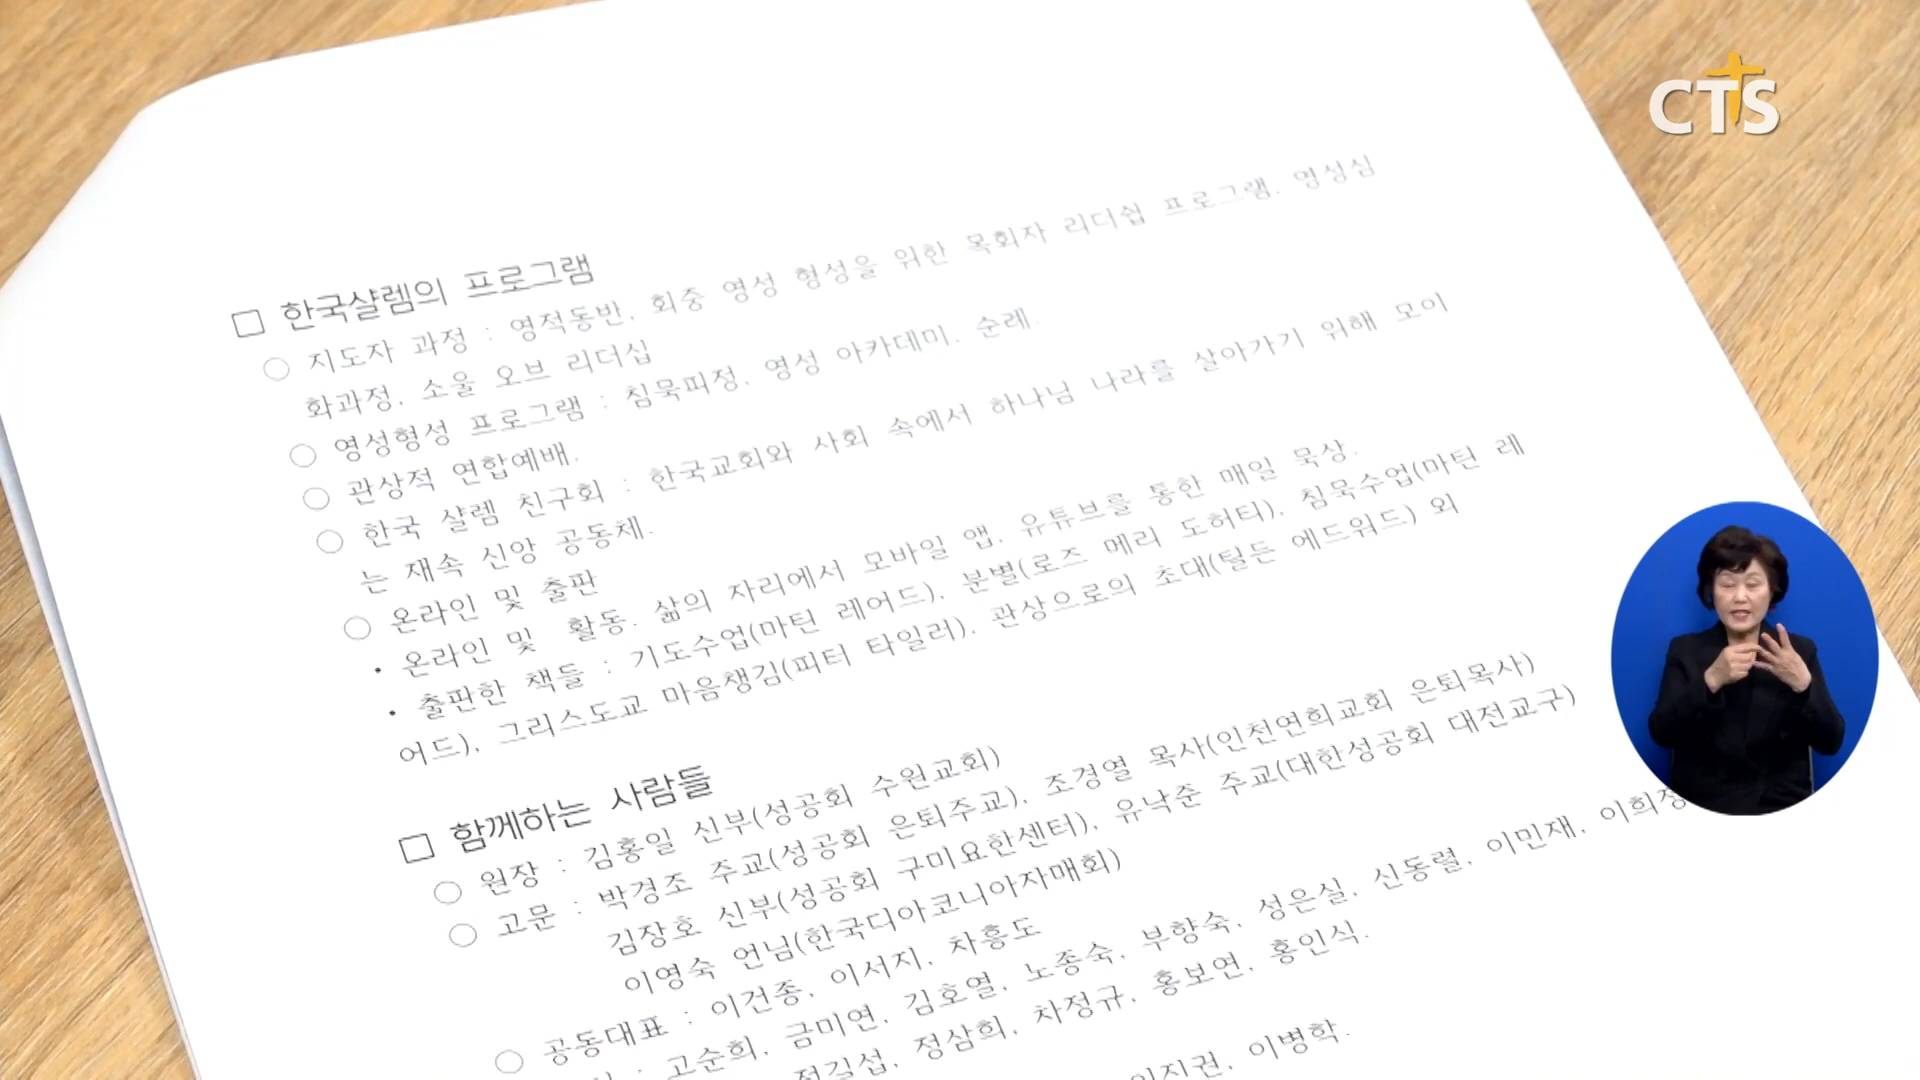 CTS
□ 한국샬렘의 프로그램
○ 지도자 과정 : 영적동반, 회중 영성 형성을 위한 목회자 리더쉽 프로그램. 영성심
화과정, 소울 오브 리더십
○ 영성형성 프로그램 : 침묵피정, 영성 아카데미, 순례.
○ 관상적 연합예배.
○ 한국 샬렘 친구회 : 한국교회와 사회 속에서 하나님 나라를 살아가기 위해 모이
는 재속 신앙 공동체.
○ 온라인 및 출판
• 온라인 및 활동. 삶의 자리에서 모바일 앱, 유튜브를 통한 매일 묵상.
• 출판한 책들 : 기도수업(마틴 레어드), 분별(로즈 메리 도허티), 침묵수업(마틴 레
어드), 그리스도교 마음챙김(피터 타일러), 관상으로의 초대(틸든 에드워드) 외
□ 함께하는 사람들
○ 원장 : 김홍일 신부(성공회 수원교회)
○ 고문 : 박경조 주교(성공회 은퇴주교), 조경열 목사(인천연희교회 은퇴목사)
김장호 신부(성공회 구미요한센터), 유낙준 주교(대한성공회 대전교구)
이영숙 언님(한국디아코니아자매회)
○ 공동대표 : 이건종, 이서지, 차흥도
: 고순희, 금미연, 김호열, 노종숙, 부향숙, 성은실, 신동렬, 이민재, 이희정
전길섭, 정삼희, 차정규, 홍보연, 홍인식.
이병학.